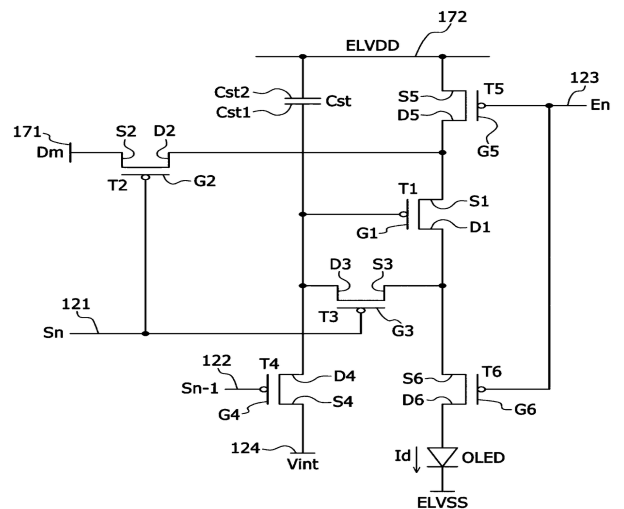 172
ELVDD
Cst2
Cst1
Cst
S5
D5
T5
G5
123
En
171
Dm
S2
D2
T2
G2
T1
S1
G1
D1
D3
S3
T3
G3
121
Sn
122
Sn-1
T4
D4
G4
S4
S6
D6
T6
G6
124
Vint
Id
OLED
ELVSS